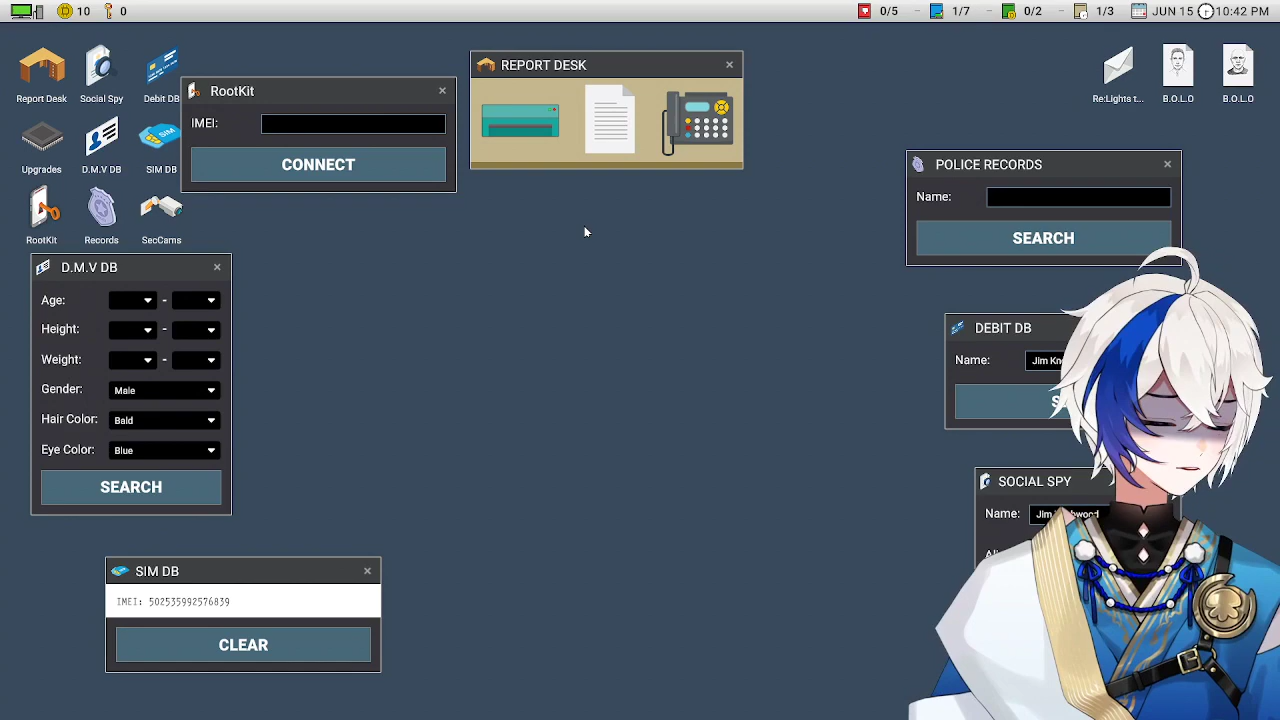 10
0
0/5
1/7
0/2
1/3
JUN 15
10:42 PM
Report Desk
Social Spy
Debit DB
Upgrades
D.M.V DB
SIM DB
RootKit
Records
SecCams
RootKit
IMEI:
CONNECT
REPORT DESK
Re:Lights t...
B.O.L.D
B.O.L.D
POLICE RECORDS
Name:
SEARCH
D.M.V DB
Age:
-
Height:
-
Weight:
-
Gender:
Male
Hair Color:
Bald
Eye Color:
Blue
SEARCH
DEBIT DB
Name:
SOCIAL SPY
Name:
SIM DB
IMEI: 502535992576839
CLEAR